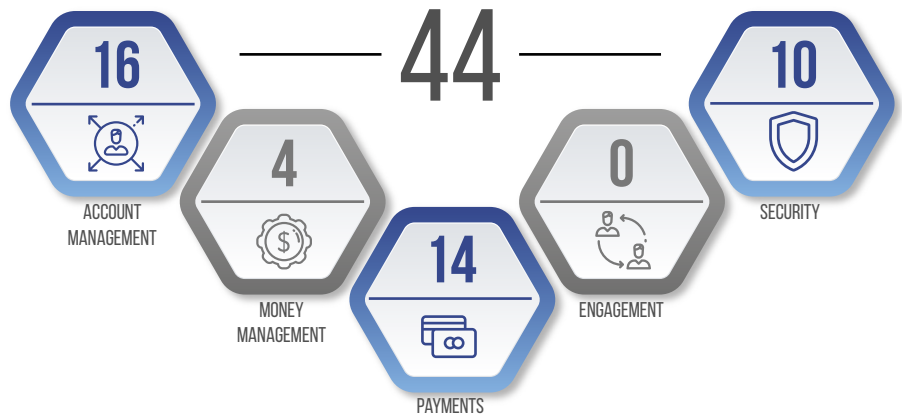 44
16
ACCOUNT
MANAGEMENT
4
$
MONEY
MANAGEMENT
14
PAYMENTS
0
ENGAGEMENT
10
SECURITY